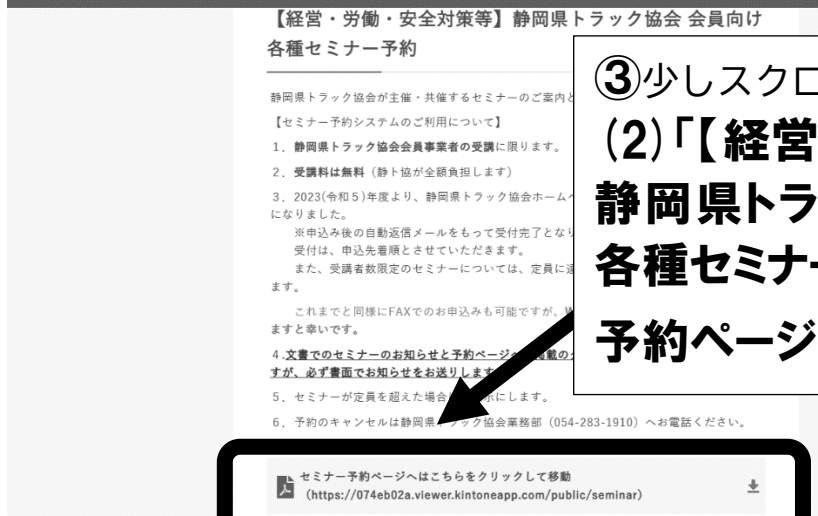 【経営・労働・安全対策等】静岡県トラック協会 会員向け
各種セミナー予約
静岡県トラック協会が主催・共催するセミナーのご案内と
【セミナー予約システムのご利用について】
1．静岡県トラック協会会員事業者の受講に限ります。
2．受講料は無料（静ト協が全額負担します）
3．2023(令和５)年度より、静岡県トラック協会ホームペ
になりました。
※申込み後の自動返信メールをもって受付完了となり
受付は、申込先着順とさせていただきます。
また、受講者数限定のセミナーについては、定員に達
ます。
これまでと同様にFAXでのお申込みも可能ですが、W
ますと幸いです。
4.文書でのセミナーのお知らせと予約ページへ 掲載の
すが、必ず書面でお知らせをお送りします
5．セミナーが定員を超えた場合 示にします。
6．予約のキャンセルは静岡県トラック協会業務部（054-283-1910）へお電話ください。
セミナー予約ページへはこちらをクリックして移動
（https://074eb02a.viewer.kintoneapp.com/public/seminar）
③少しスクロ
(2)「【経営
静岡県トラ
各種セミナー
予約ページ